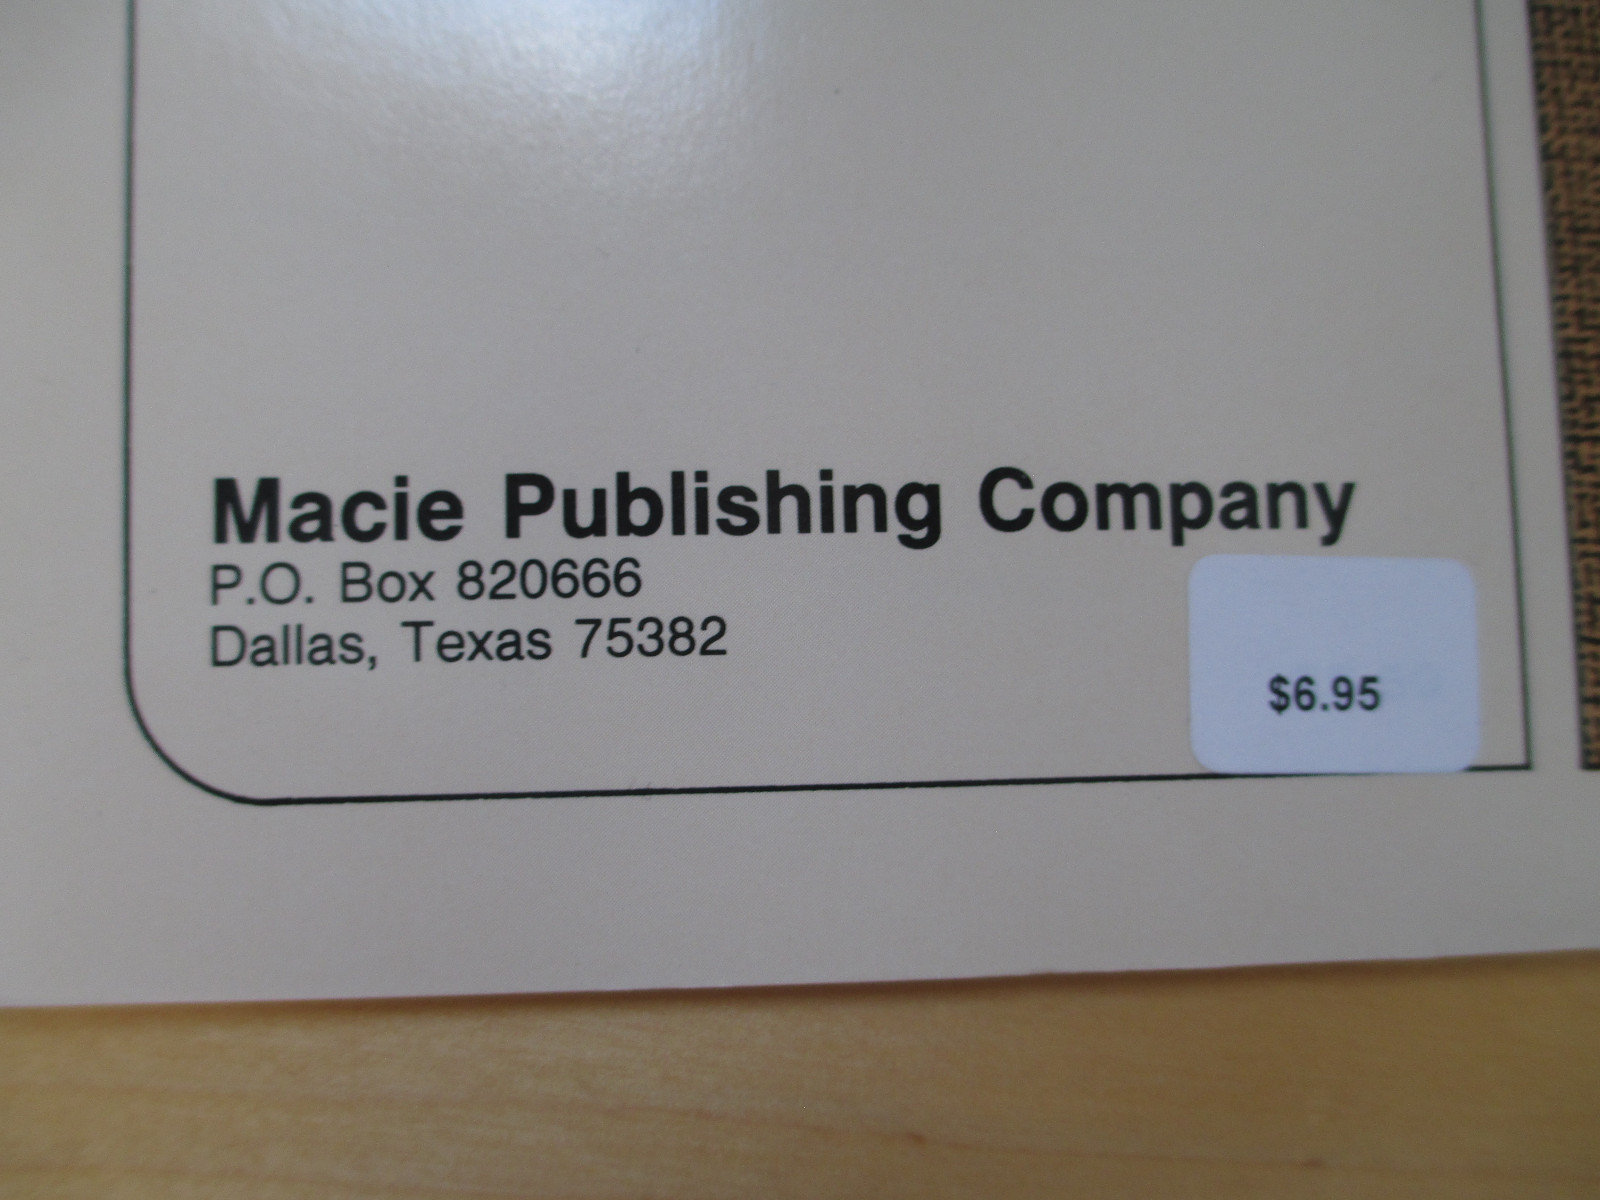 Macie Publishing Company
P.O. Box 820666
Dallas, Texas 75382
$6.95